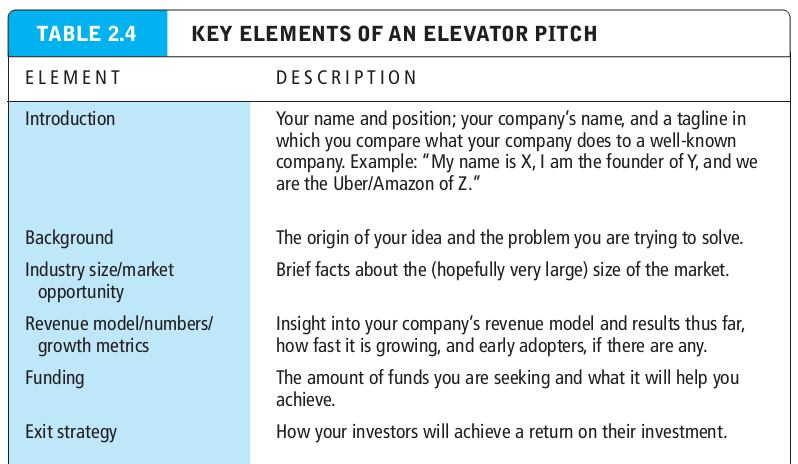 TABLE 2.4 KEY ELEMENTS OF AN ELEVATOR PITCH
ELEMENT DESCRIPTION
Introduction Your name and position; your company’s name, and a tagline in
which you compare what your company does to a well-known
company. Example: “My name is X, I am the founder of Y, and we
are the Uber/Amazon of Z.”
Background The origin of your idea and the problem you are trying to solve.
Industry size/market Brief facts about the (hopefully very large) size of the market.
opportunity
Revenue model/numbers/ Insight into your company’s revenue model and results thus far,
growth metrics how fast it is growing, and early adopters, if there are any.
Funding The amount of funds you are seeking and what it will help you
achieve.
Exit strategy How your investors will achieve a return on their investment.